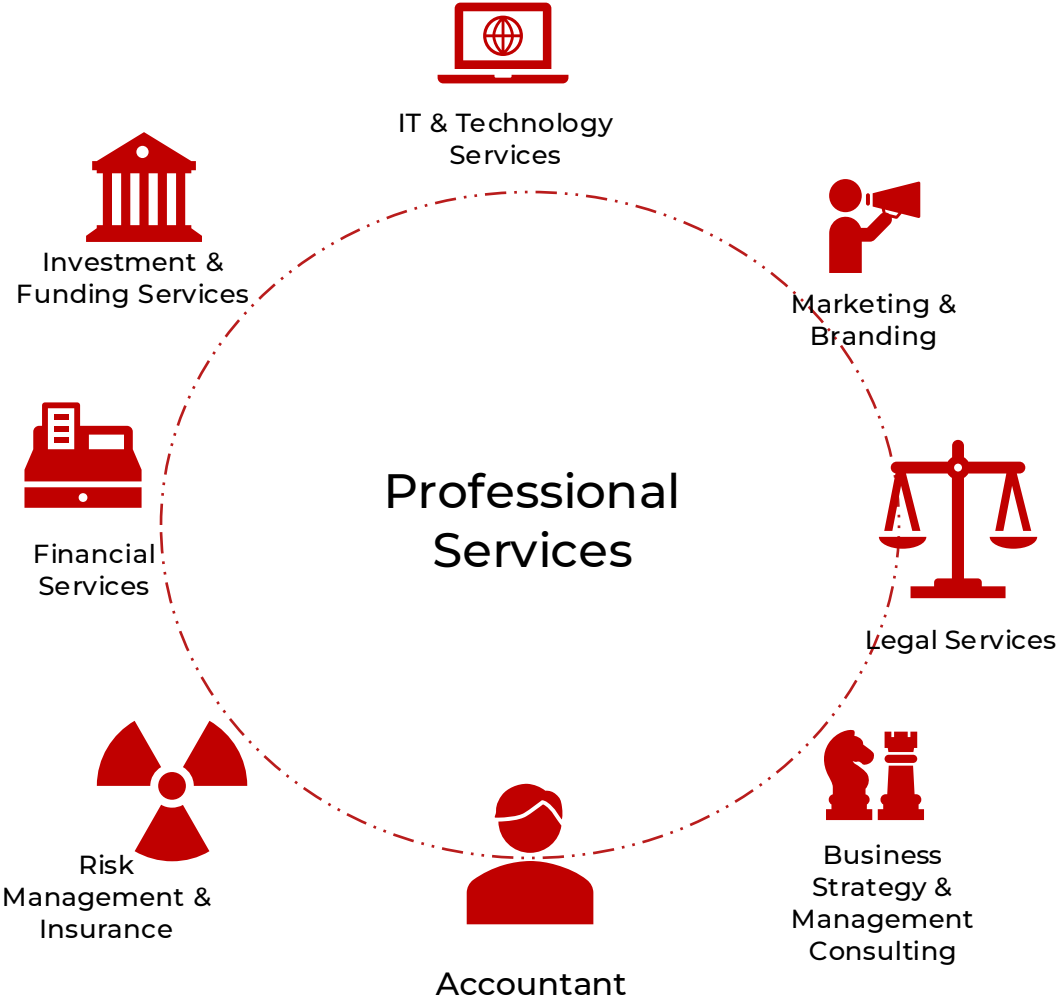 IT & Technology
Services
Investment &
Funding Services
Marketing &
Branding
Professional
Services
Financial
Services
Legal Services
Risk
Management &
Insurance
Business
Strategy &
Management
Consulting
Accountant